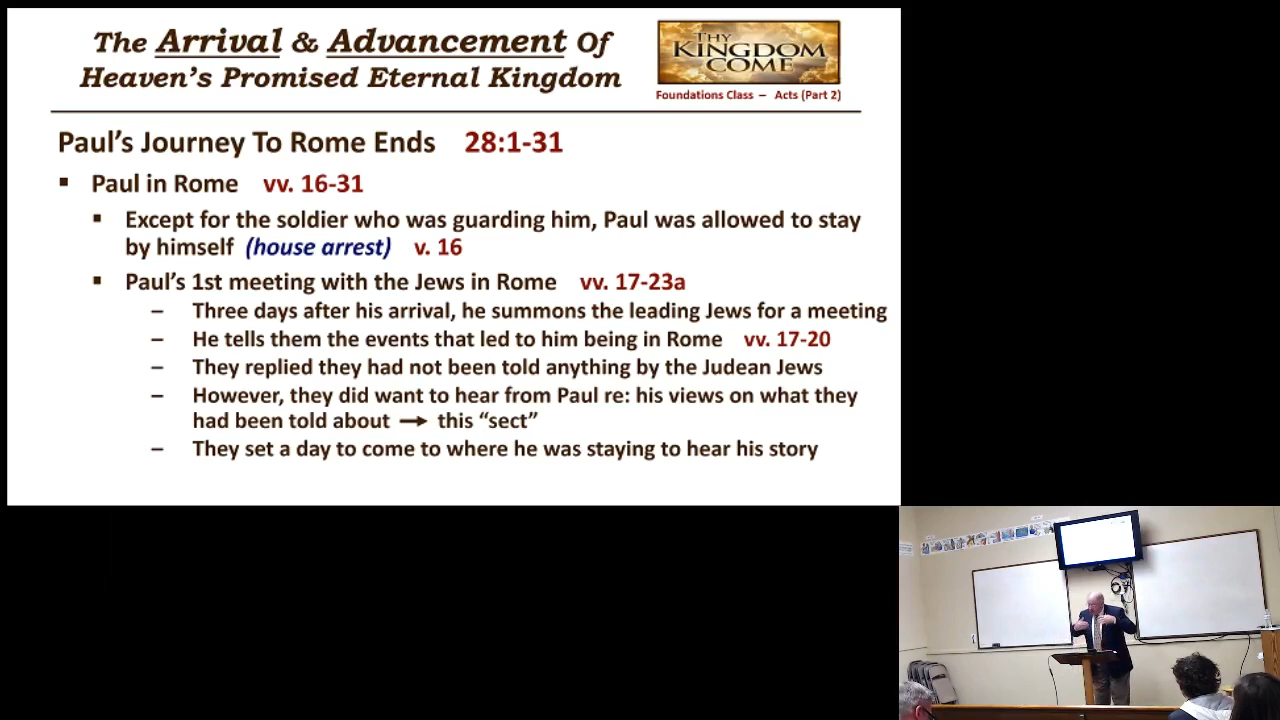 The Arrival & Advancement Of
Heaven's Promised Eternal Kingdom
THY
KINGDOM
COME
Foundations Class – Acts (Part 2)
Paul's Journey To Rome Ends 28:1-31
▪ Paul in Rome vv. 16-31
▪ Except for the soldier who was guarding him, Paul was allowed to stay
by himself (house arrest) v. 16
▪ Paul's 1st meeting with the Jews in Rome vv. 17-23a
– Three days after his arrival, he summons the leading Jews for a meeting
– He tells them the events that led to him being in Rome vv. 17-20
– They replied they had not been told anything by the Judean Jews
– However, they did want to hear from Paul re: his views on what they
had been told about → this “sect”
– They set a day to come to where he was staying to hear his story